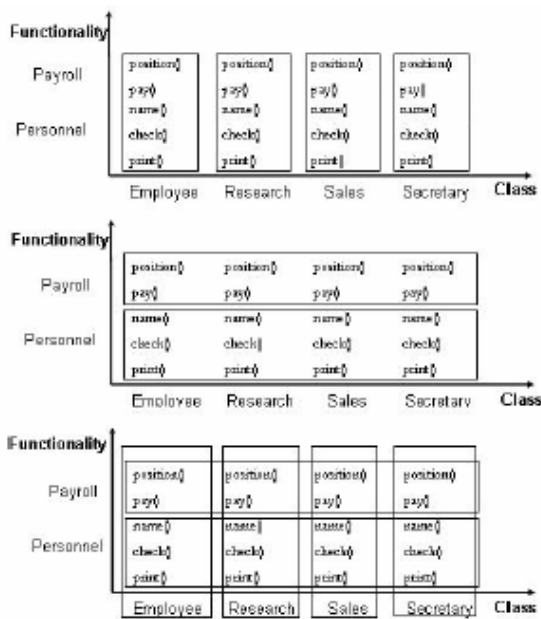 Functionality
position() position() position() position()
Payroll
pay() pay() pay() pay()
name() name() name() name()
Personnel
check() check() check() check()
print() print() print() print()
Employee Research Sales Secretary Class
Functionality
position() position() position() position()
Payroll
pay() pay() pay() pay()
name() name() name() name()
Personnel
check() check() check() check()
print() print() print() print()
Employee Research Sales Secretary Class
Functionality
position() position() position() position()
Payroll
pay() pay() pay() pay()
name() name() name() name()
Personnel
check() check() check() check()
print() print() print() print()
Employee Research Sales Secretary Class